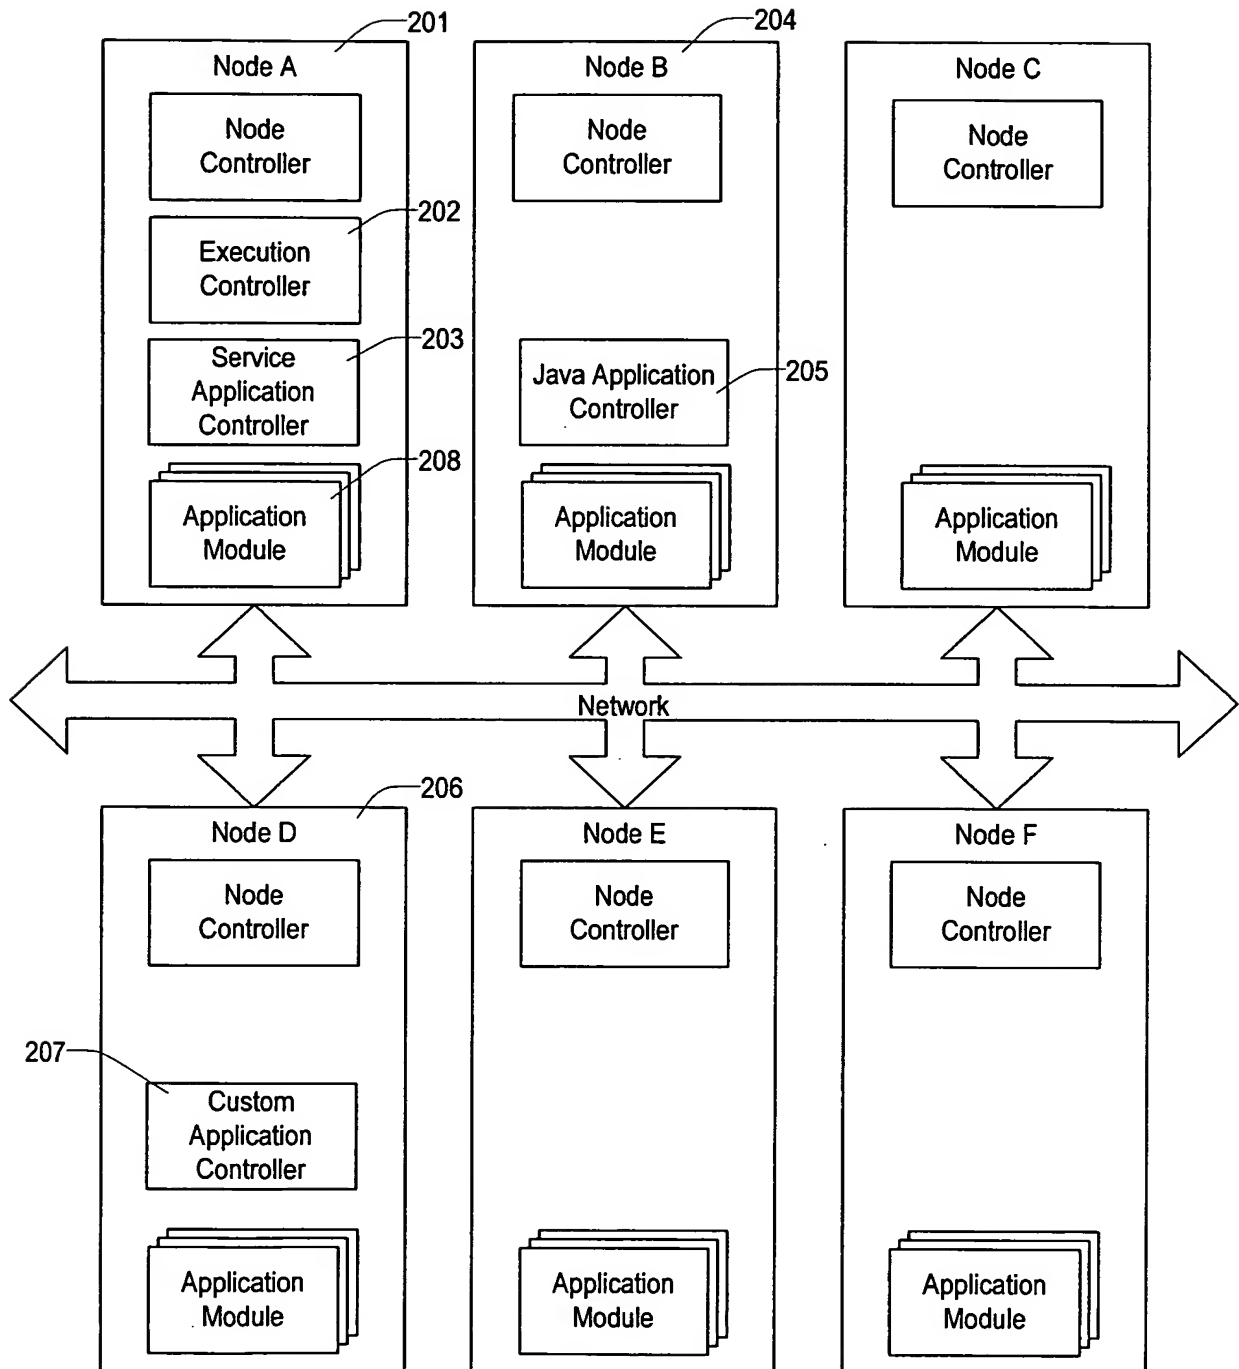 201
Node A
Node
Controller
202
Execution
Controller
203
Service
Application
Controller
208
Application
Module
204
Node B
Node
Controller
Java Application
Controller
205
Application
Module
Node C
Node
Controller
Application
Module
Network
206
Node D
Node
Controller
207
Custom
Application
Controller
Application
Module
Node E
Node
Controller
Application
Module
Node F
Node
Controller
Application
Module